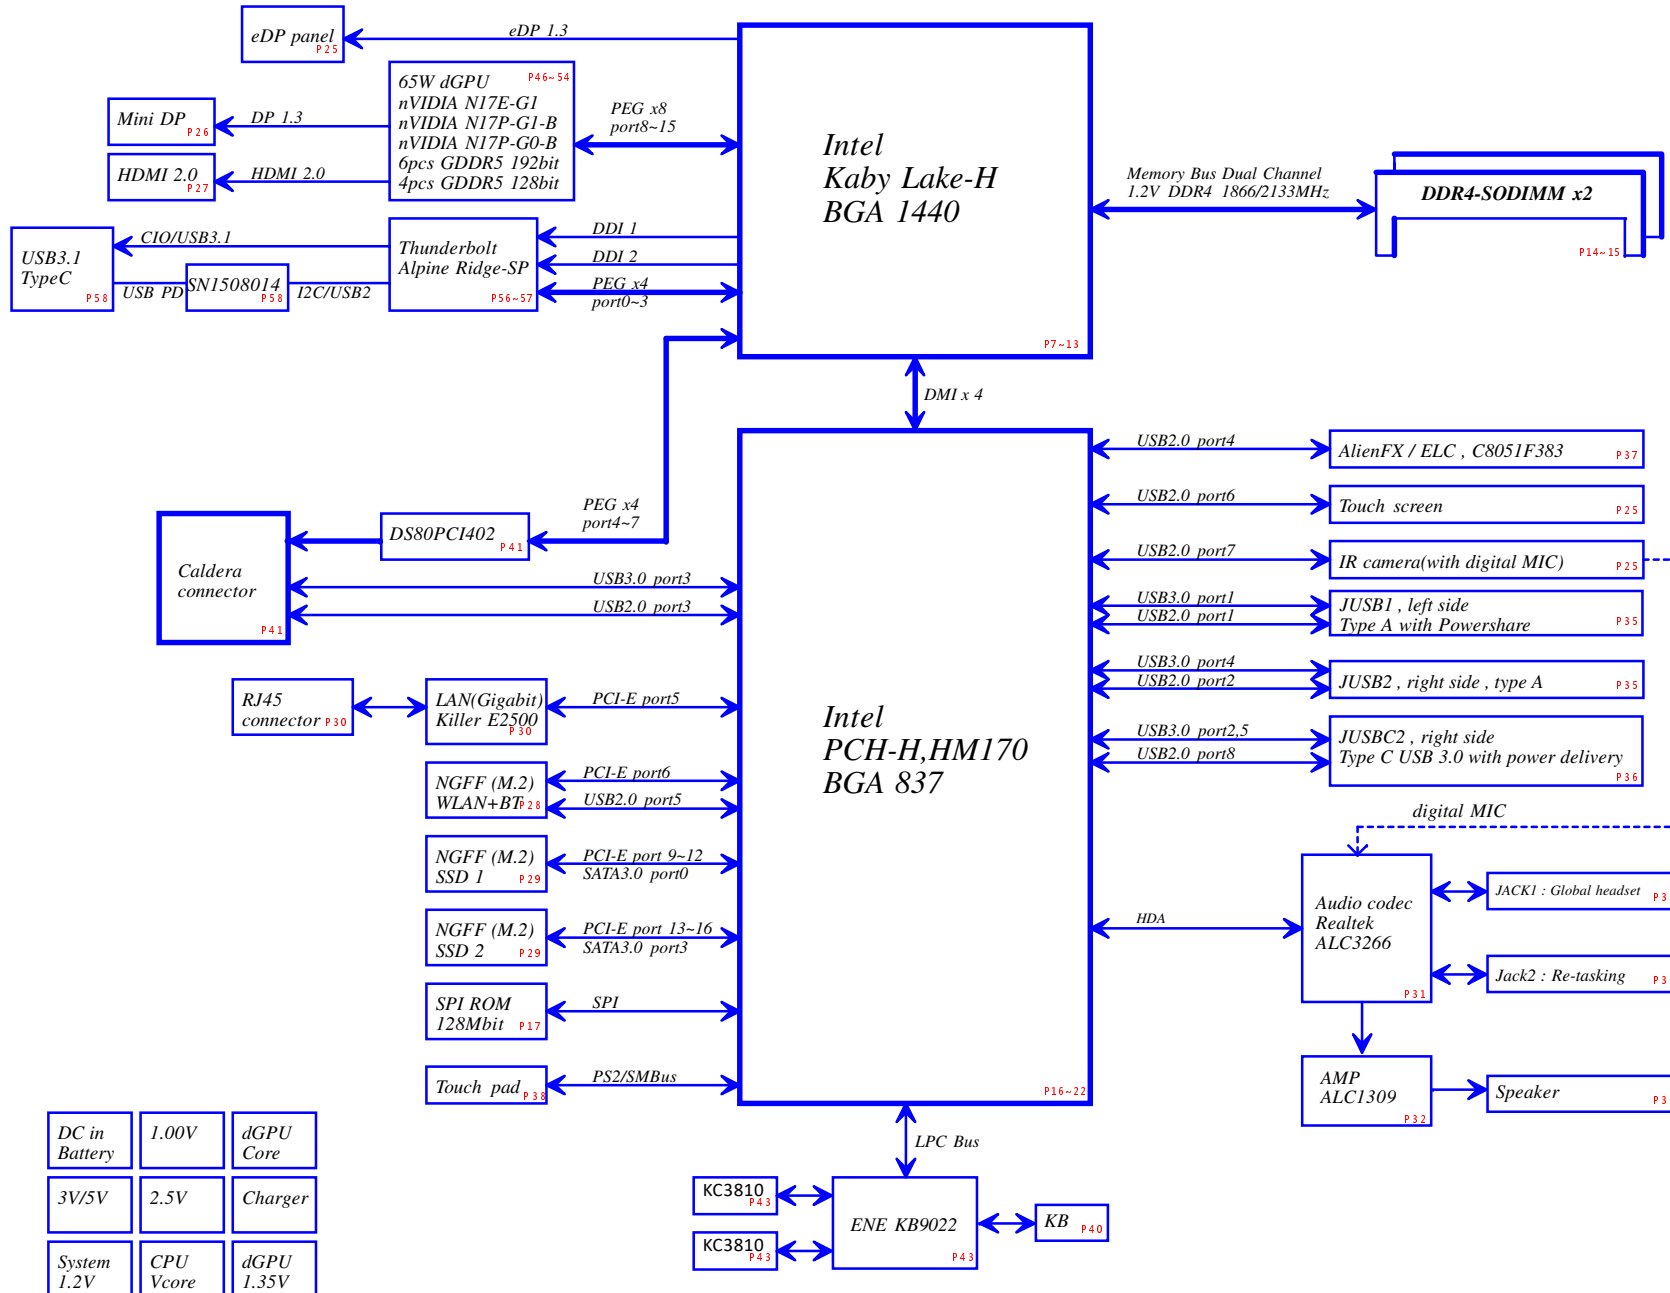 eDP panel
P25
eDP 1.3
65W dGPU
P46~54
nVIDIA N17E-G1
nVIDIA N17P-G1-B
nVIDIA N17P-G0-B
6pcs GDDR5 192bit
4pcs GDDR5 128bit
Mini DP
P26
DP 1.3
HDMI 2.0
P27
HDMI 2.0
PEG x8
port8~15
Intel
Kaby Lake-H
BGA 1440
P7~13
Memory Bus Dual Channel
1.2V DDR4 1866/2133MHz
DDR4-SODIMM x2
P14~15
USB3.1
TypeC
P58
CIO/USB3.1
USB PD
SN1508014
P58
I2C/USB2
Thunderbolt
Alpine Ridge-SP
P56~57
DDI 1
DDI 2
PEG x4
port0~3
DMI x 4
PEG x4
port4~7
DS80PCI402
P41
Caldera
connector
P41
USB3.0 port3
USB2.0 port3
RJ45
connector
P30
LAN(Gigabit)
Killer E2500
P30
PCI-E port5
NGFF (M.2)
WLAN+BT
P28
PCI-E port6
USB2.0 port5
NGFF (M.2)
SSD 1
P29
PCI-E port 9~12
SATA3.0 port0
NGFF (M.2)
SSD 2
P29
PCI-E port 13~16
SATA3.0 port3
SPI ROM
128Mbit
P17
SPI
Touch pad
P38
PS2/SMBus
Intel
PCH-H,HM170
BGA 837
P16~22
USB2.0 port4
AlienFX / ELC , C8051F383
P37
USB2.0 port6
Touch screen
P25
USB2.0 port7
IR camera(with digital MIC)
P25
USB3.0 port1
USB2.0 port1
JUSB1 , left side
Type A with Powershare
P35
USB3.0 port4
USB2.0 port2
JUSB2 , right side , type A
P35
USB3.0 port2,5
USB2.0 port8
JUSBC2 , right side
Type C USB 3.0 with power delivery
P36
digital MIC
HDA
Audio codec
Realtek
ALC3266
P31
JACK1 : Global headset
P3
Jack2 : Re-tasking
P3
AMP
ALC1309
P32
Speaker
P3
LPC Bus
KC3810
P43
KC3810
P43
ENE KB9022
P43
KB
P40
DC in
Battery
1.00V
dGPU
Core
3V/5V
2.5V
Charger
System
1.2V
CPU
Vcore
dGPU
1.35V